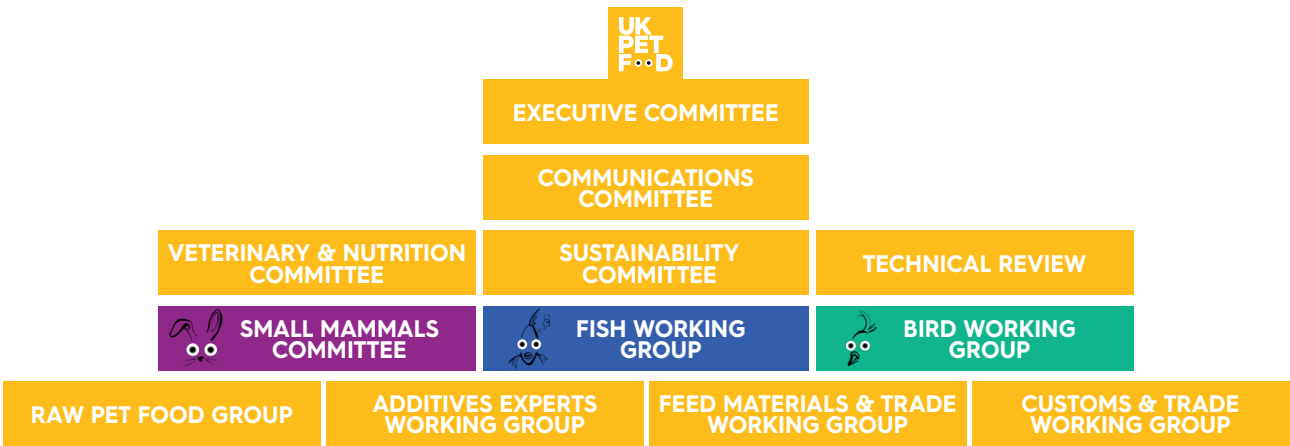 UK
PET
FOOD
EXECUTIVE COMMITTEE
COMMUNICATIONS
COMMITTEE
VETERINARY & NUTRITION
COMMITTEE
SUSTAINABILITY
COMMITTEE
TECHNICAL REVIEW
SMALL MAMMALS
COMMITTEE
FISH WORKING
GROUP
BIRD WORKING
GROUP
RAW PET FOOD GROUP
ADDITIVES EXPERTS
WORKING GROUP
FEED MATERIALS & TRADE
WORKING GROUP
CUSTOMS & TRADE
WORKING GROUP